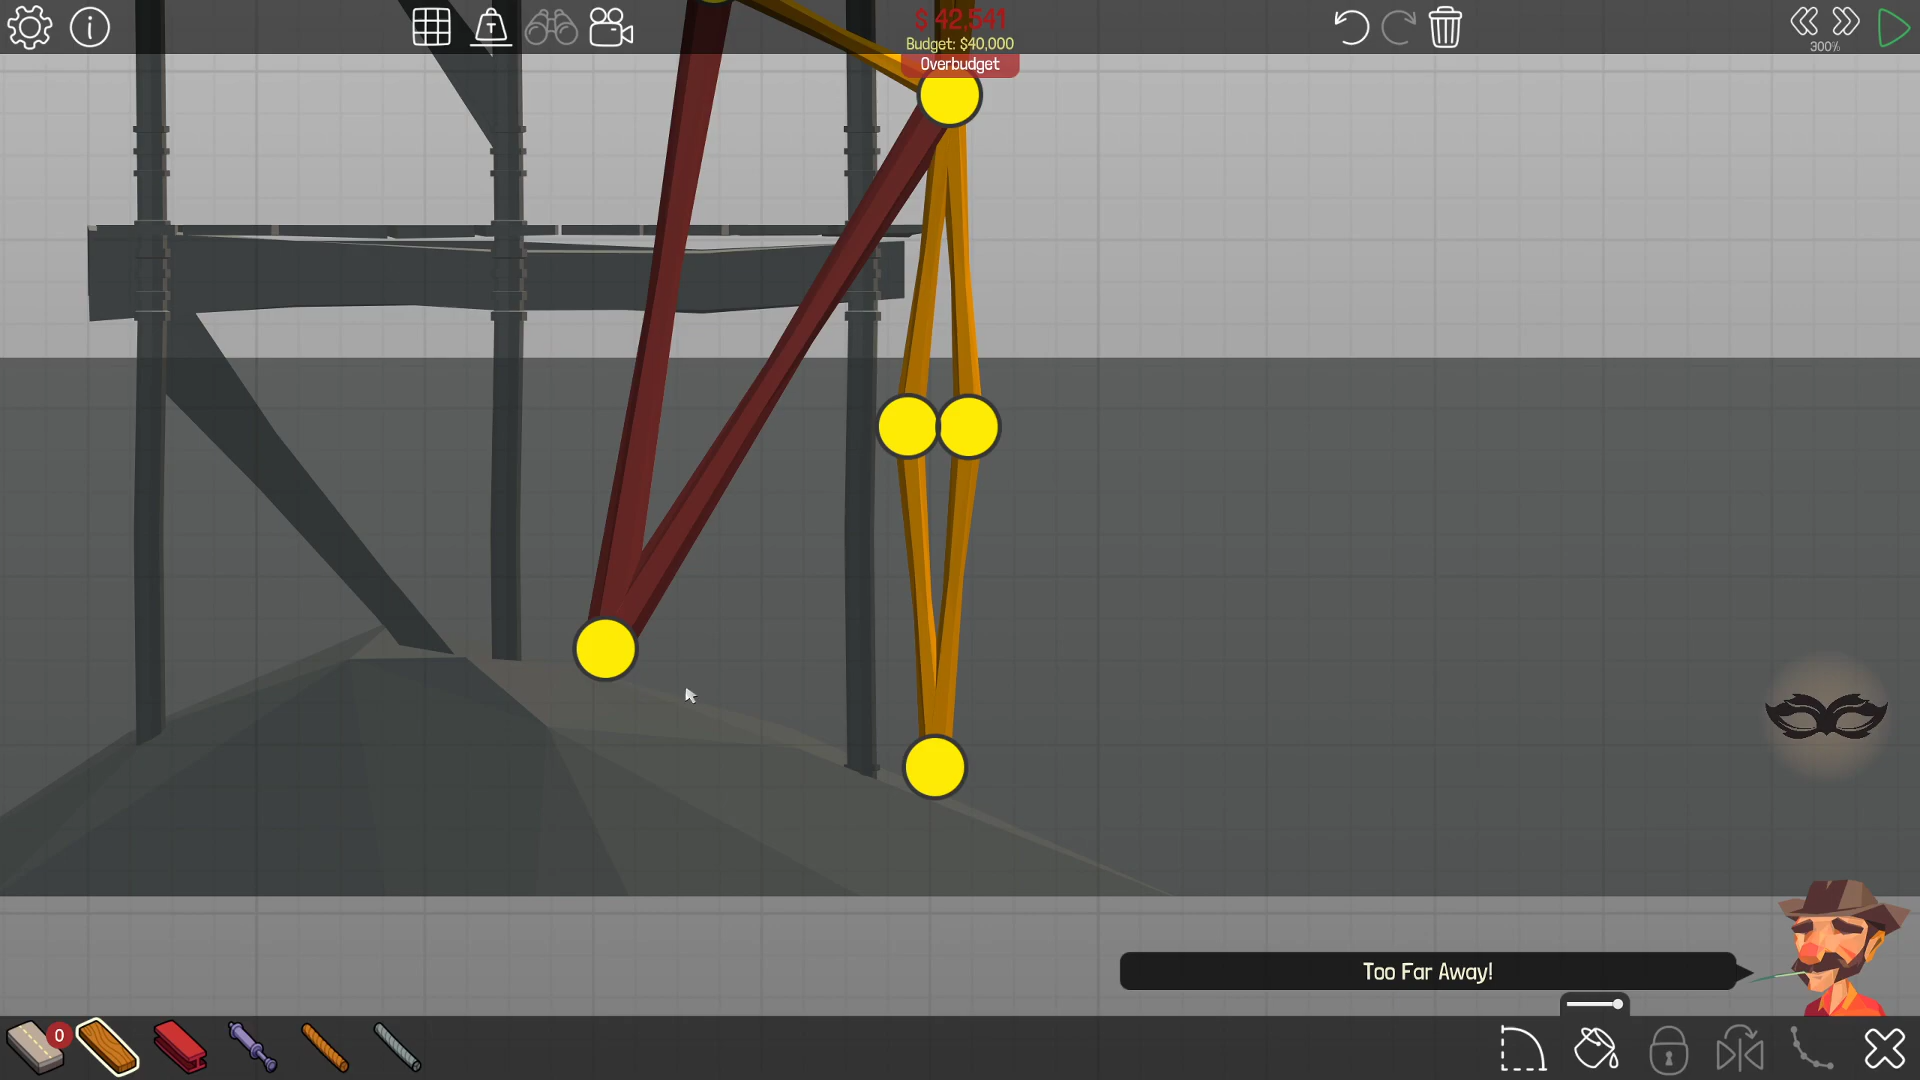 $ 42,541
Budget: $40,000
Overbudget
300%
Too Far Away!
0